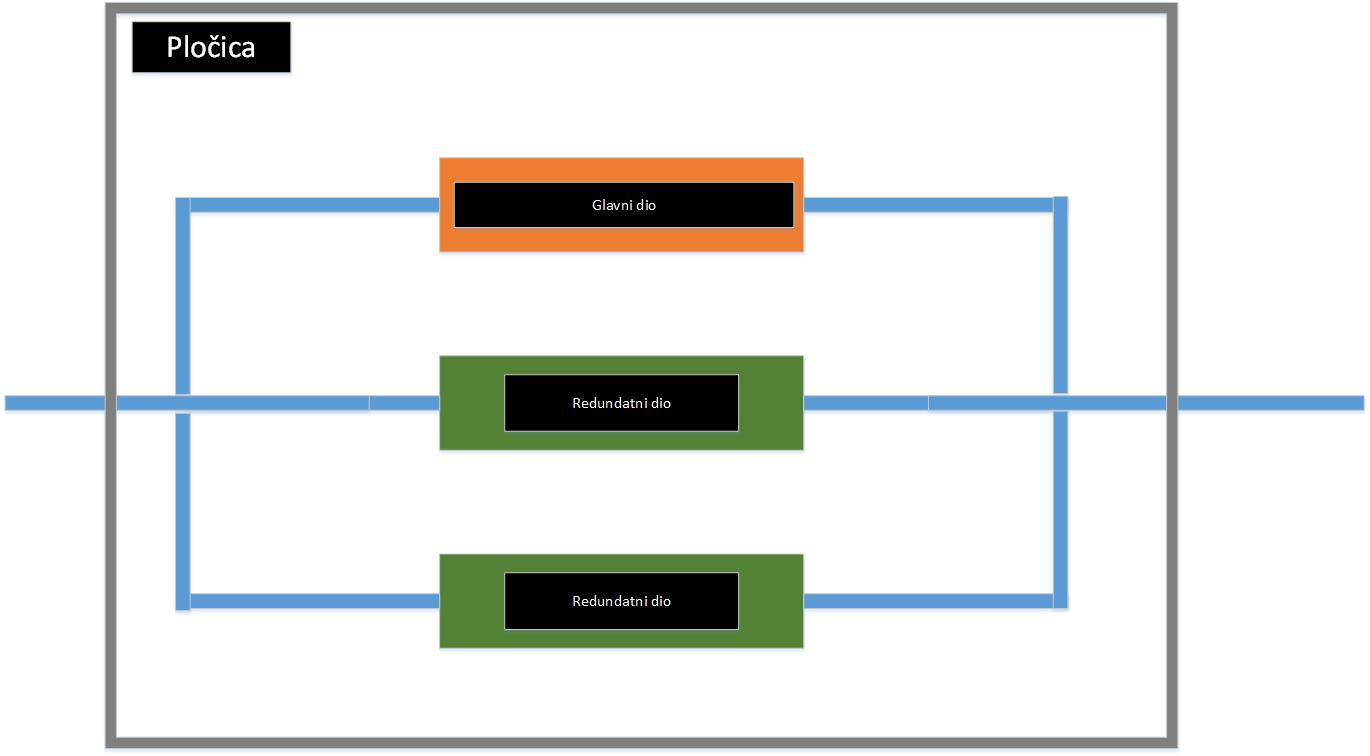 Pločica
Glavni dio
Redundatni dio
Redundatni dio